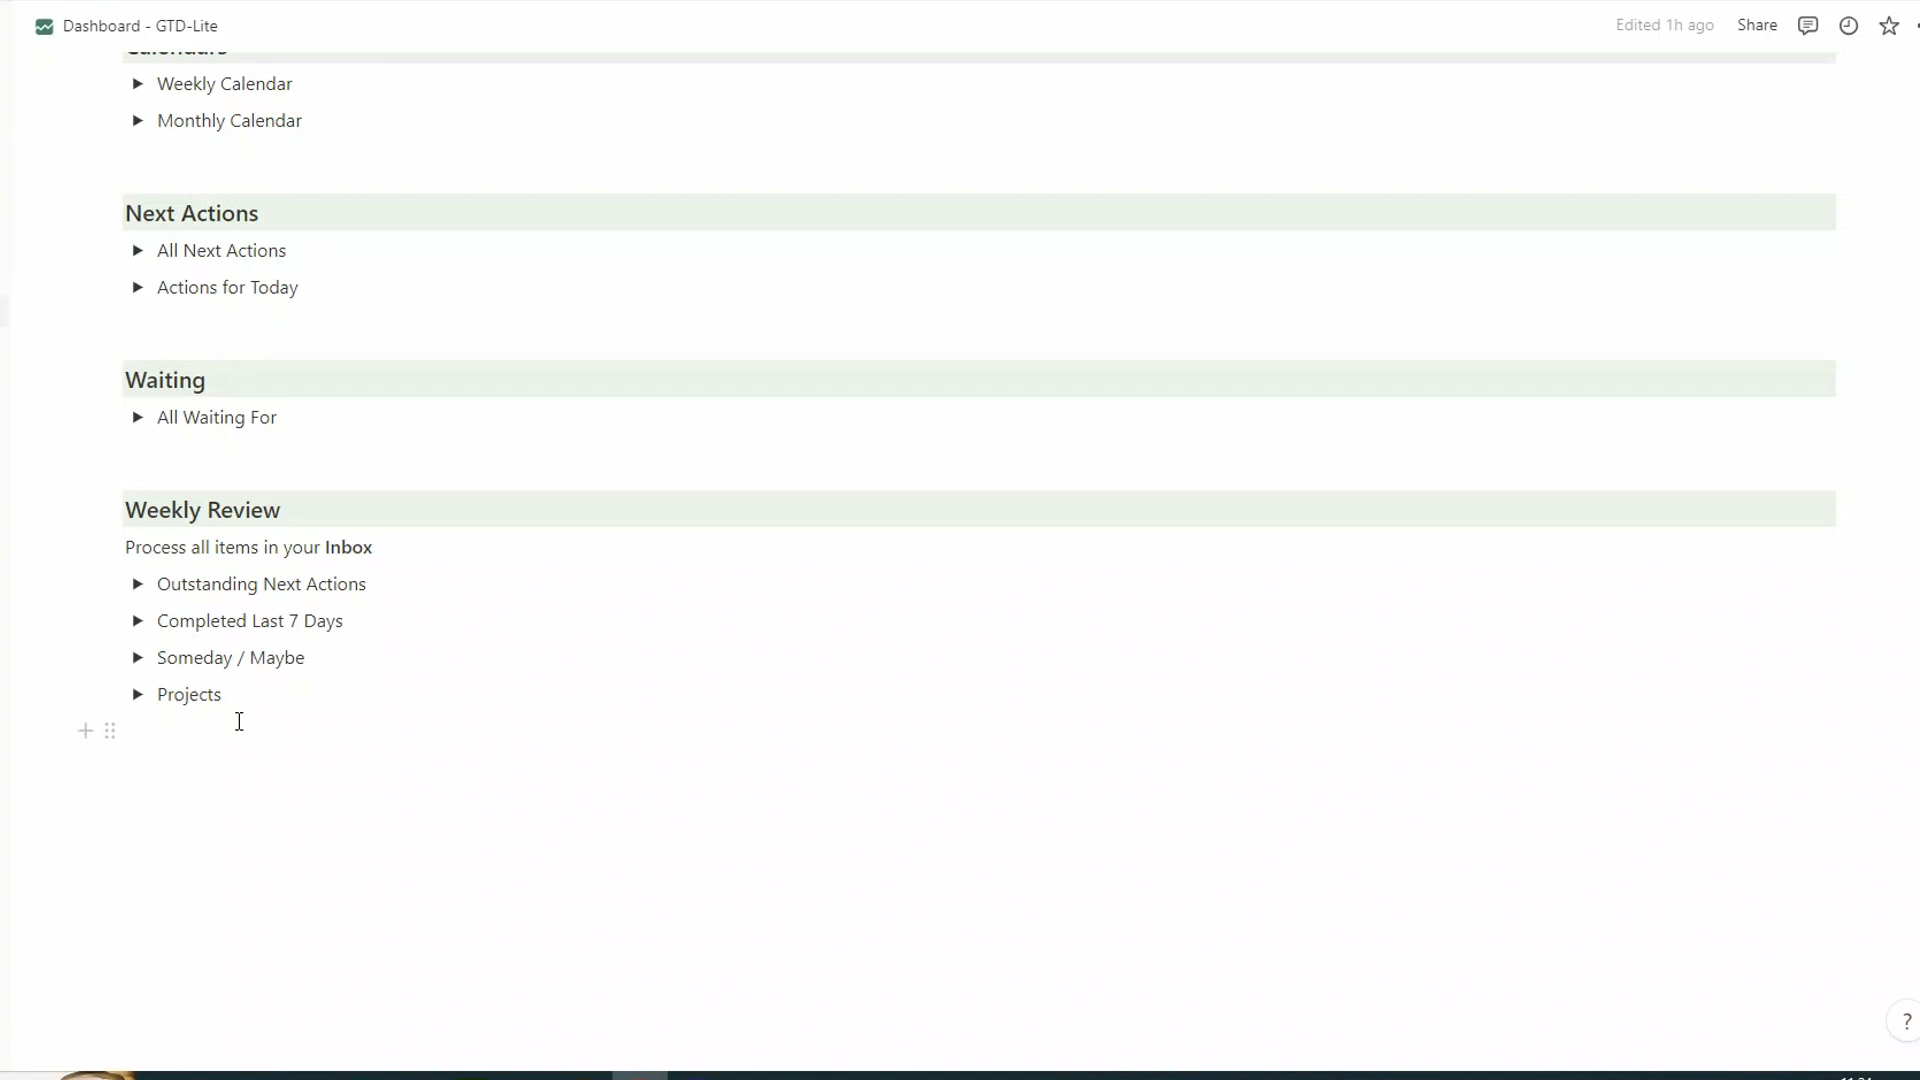 Dashboard - GTD-Lite
Edited 1h ago Share
Calendars
Weekly Calendar
Monthly Calendar
Next Actions
All Next Actions
Actions for Today
Waiting
All Waiting For
Weekly Review
Process all items in your Inbox
Outstanding Next Actions
Completed Last 7 Days
Someday / Maybe
Projects
?